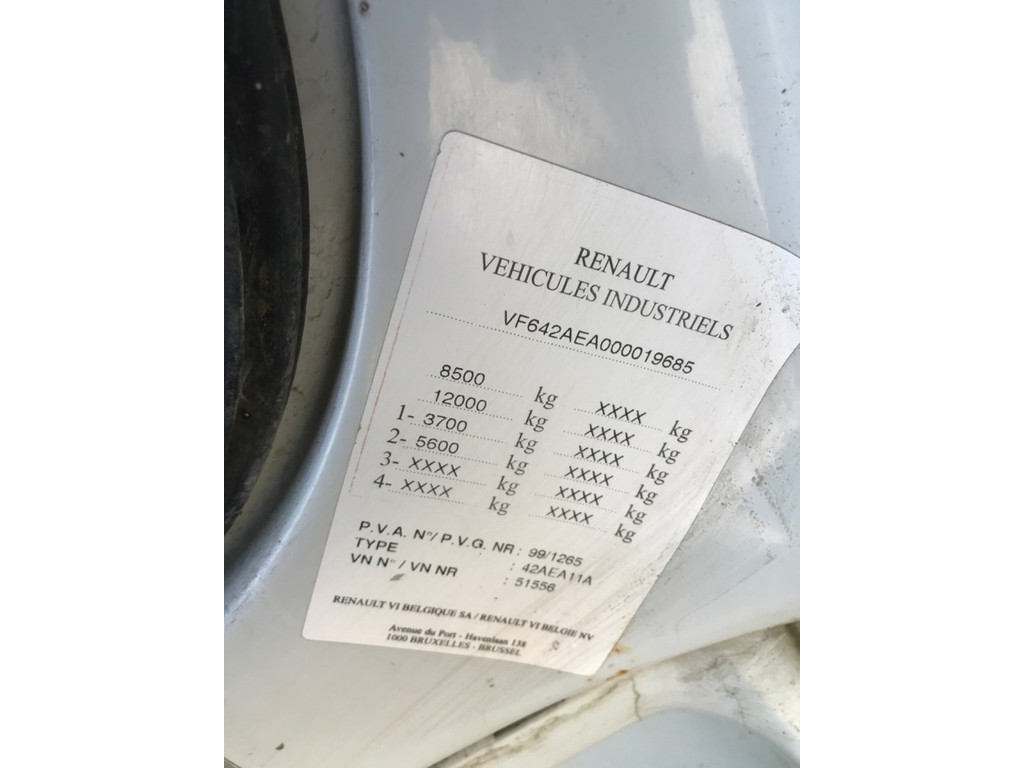 RENAULT
VEHICULES INDUSTRIELS
VF642AEA000019685
8500 kg XXXX kg
12000 kg XXXX kg
1- 3700 kg XXXX kg
2- 5600 kg XXXX kg
3- XXXX kg XXXX kg
4- XXXX kg XXXX kg
P.V.A. N°/ P.V.G. NR : 99/1265
TYPE : 42AEA11A
VN N° / VN NR : 51556
RENAULT VI BELGIQUE SA / RENAULT VI BELGIE NV
Avenue du Port - Havenlaan 138
1000 BRUXELLES - BRUSSEL